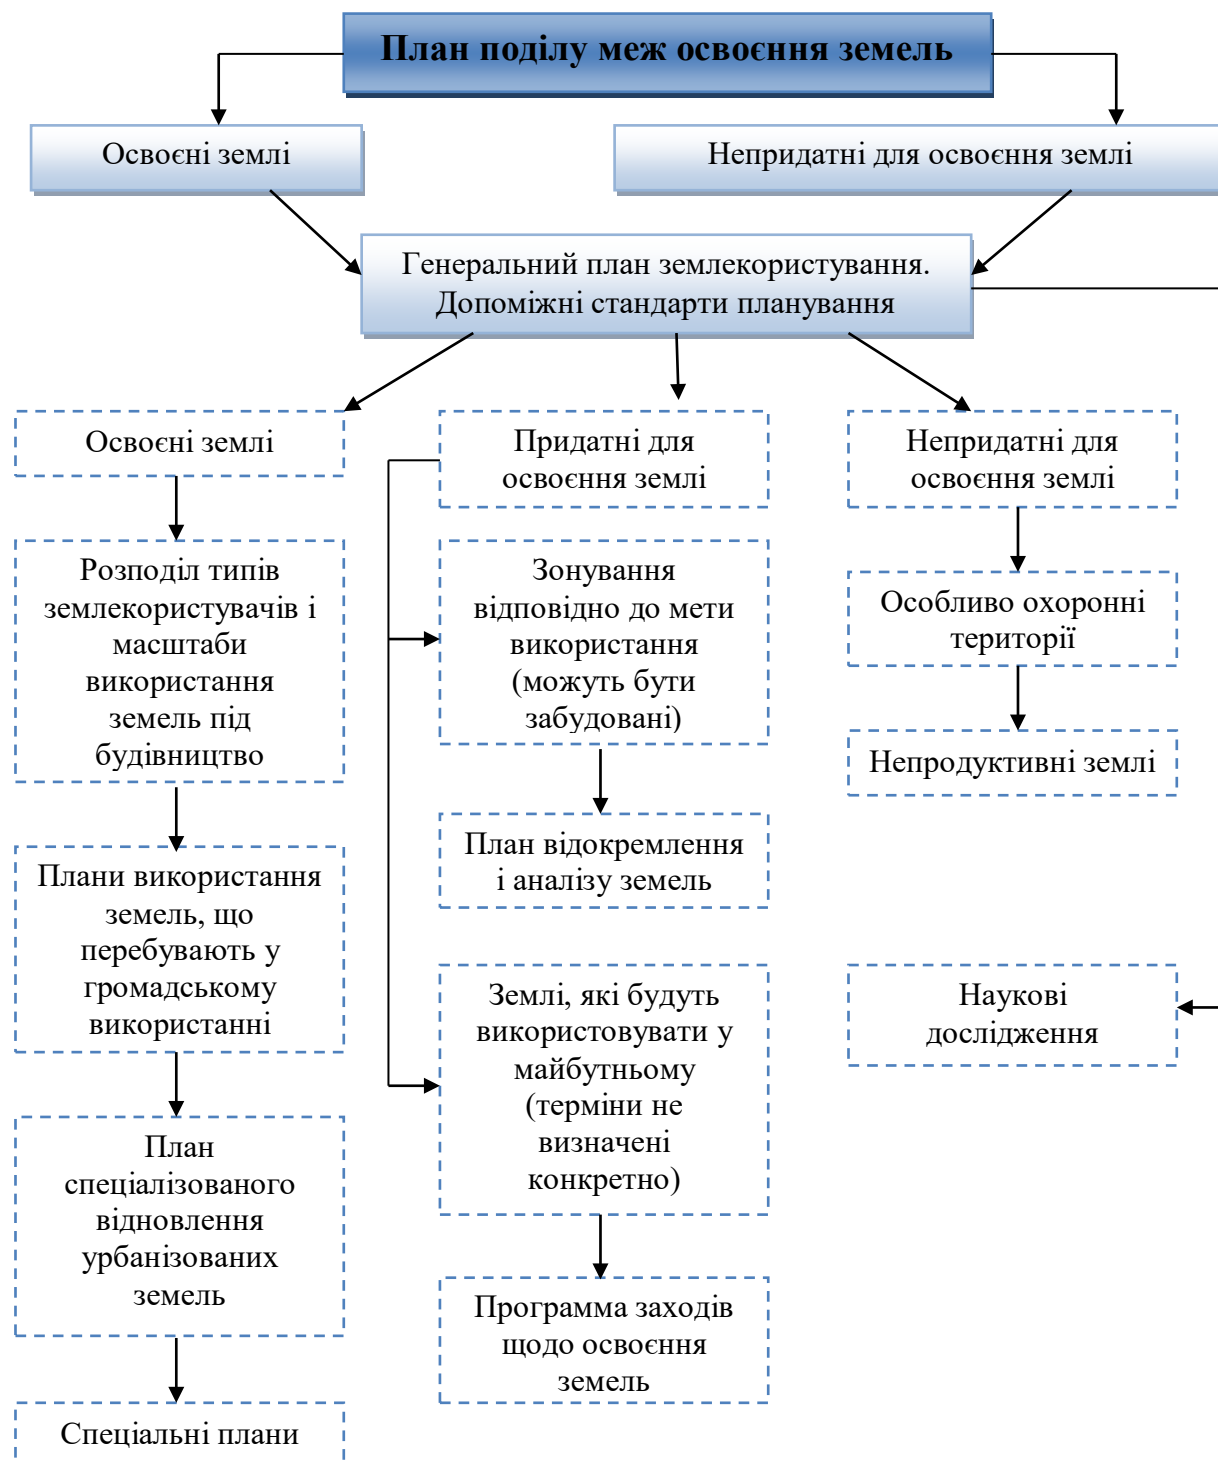 План поділу меж освоєння земель
Освоєні землі
Непридатні для освоєння землі
Генеральний план землекористування.
Допоміжні стандарти планування
Освоєні землі
Розподіл типів
землекористувачів і
масштаби
використання
земель під
будівництво
Плани використання
земель, що
перебувають у
громадському
використанні
План
спеціалізованого
відновлення
урбанізованих
земель
Спеціальні плани
Придатні для
освоєння землі
Зонування
відповідно до мети
використання
(можуть бути
забудовані)
План відокремлення
і аналізу земель
Землі, які будуть
використовувати у
майбутньому
(терміни не
визначені
конкретно)
Программа заходів
щодо освоєння
земель
Непридатні для
освоєння землі
Особливо охоронні
території
Непродуктивні землі
Наукові
дослідження